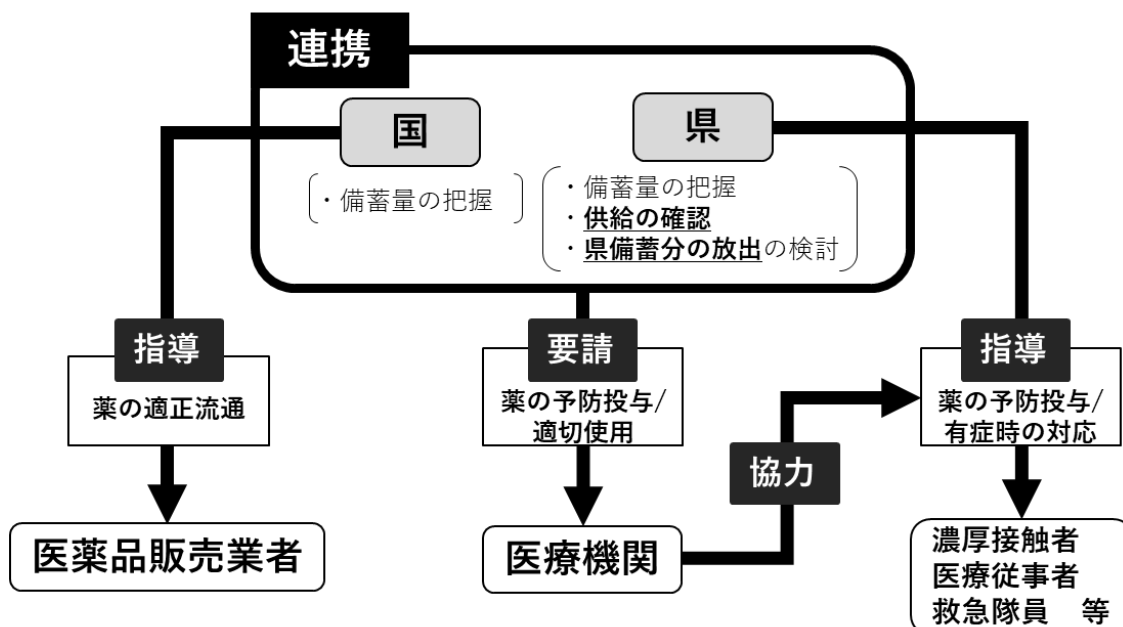 連携
国
県
・備蓄量の把握
・備蓄量の把握
・供給の確認
・県備蓄分の放出の検討
指導
薬の適正流通
要請
薬の予防投与/
適切使用
指導
薬の予防投与/
有症時の対応
協力
医薬品販売業者
医療機関
濃厚接触者
医療従事者
救急隊員　等